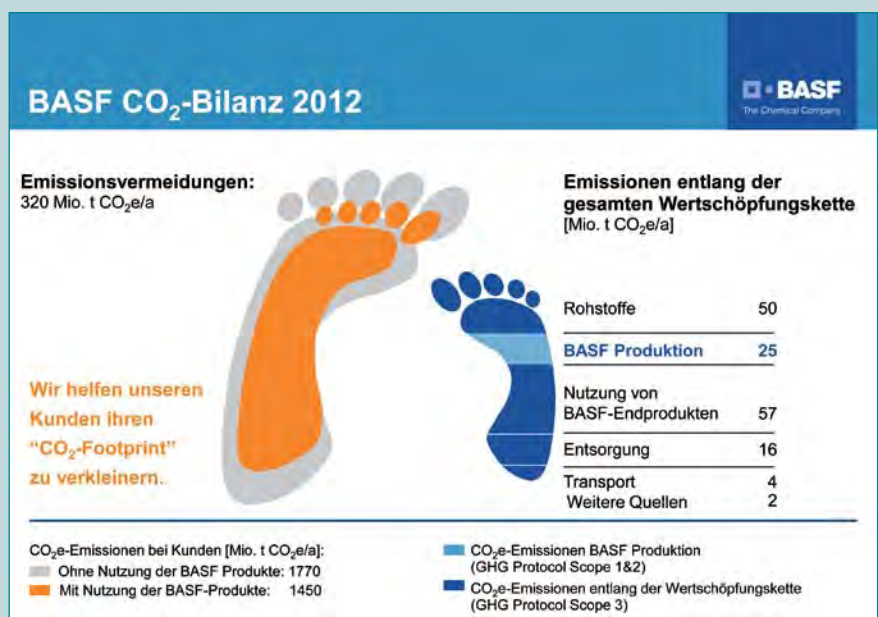 BASF CO₂-Bilanz 2012
BASF
The Chemical Company
Emissionsvermeidungen:
320 Mio. t CO₂e/a
Wir helfen unseren
Kunden ihren
“CO₂-Footprint”
zu verkleinern.
Emissionen entlang der
gesamten Wertschöpfungskette
[Mio. t CO₂e/a]
Rohstoffe 50
BASF Produktion 25
Nutzung von
BASF-Endprodukten 57
Entsorgung 16
Transport 4
Weitere Quellen 2
CO₂e-Emissionen bei Kunden [Mio. t CO₂e/a]:
Ohne Nutzung der BASF Produkte: 1770
Mit Nutzung der BASF-Produkte: 1450
CO₂e-Emissionen BASF Produktion
(GHG Protocol Scope 1&2)
CO₂e-Emissionen entlang der Wertschöpfungskette
(GHG Protocol Scope 3)